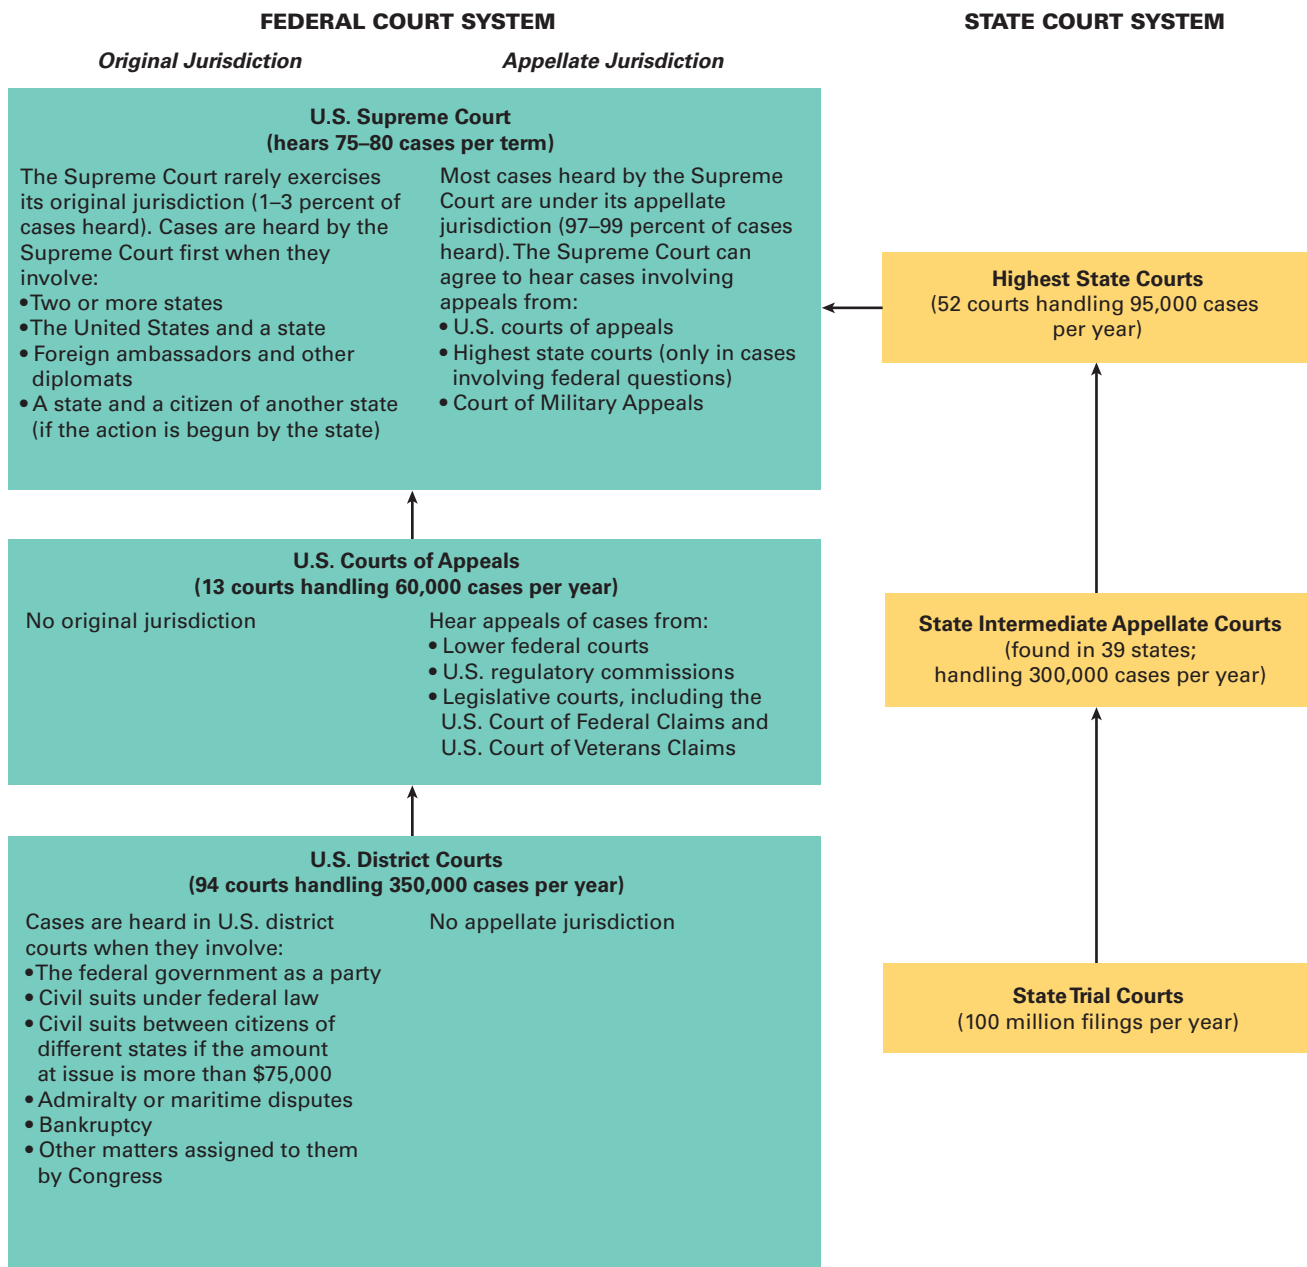 FEDERAL COURT SYSTEM
Original Jurisdiction
Appellate Jurisdiction
U.S. Supreme Court
(hears 75–80 cases per term)
The Supreme Court rarely exercises
its original jurisdiction (1–3 percent of
cases heard). Cases are heard by the
Supreme Court first when they
involve:
•Two or more states
•The United States and a state
• Foreign ambassadors and other
diplomats
• A state and a citizen of another state
(if the action is begun by the state)
Most cases heard by the Supreme
Court are under its appellate
jurisdiction (97–99 percent of cases
heard). The Supreme Court can
agree to hear cases involving
appeals from:
• U.S. courts of appeals
• Highest state courts (only in cases
involving federal questions)
• Court of Military Appeals
U.S. Courts of Appeals
(13 courts handling 60,000 cases per year)
No original jurisdiction
Hear appeals of cases from:
• Lower federal courts
• U.S. regulatory commissions
• Legislative courts, including the
U.S. Court of Federal Claims and
U.S. Court of Veterans Claims
U.S. District Courts
(94 courts handling 350,000 cases per year)
Cases are heard in U.S. district
courts when they involve:
•The federal government as a party
• Civil suits under federal law
• Civil suits between citizens of
different states if the amount
at issue is more than $75,000
• Admiralty or maritime disputes
• Bankruptcy
• Other matters assigned to them
by Congress
No appellate jurisdiction
STATE COURT SYSTEM
Highest State Courts
(52 courts handling 95,000 cases
per year)
State Intermediate Appellate Courts
(found in 39 states;
handling 300,000 cases per year)
State Trial Courts
(100 million filings per year)